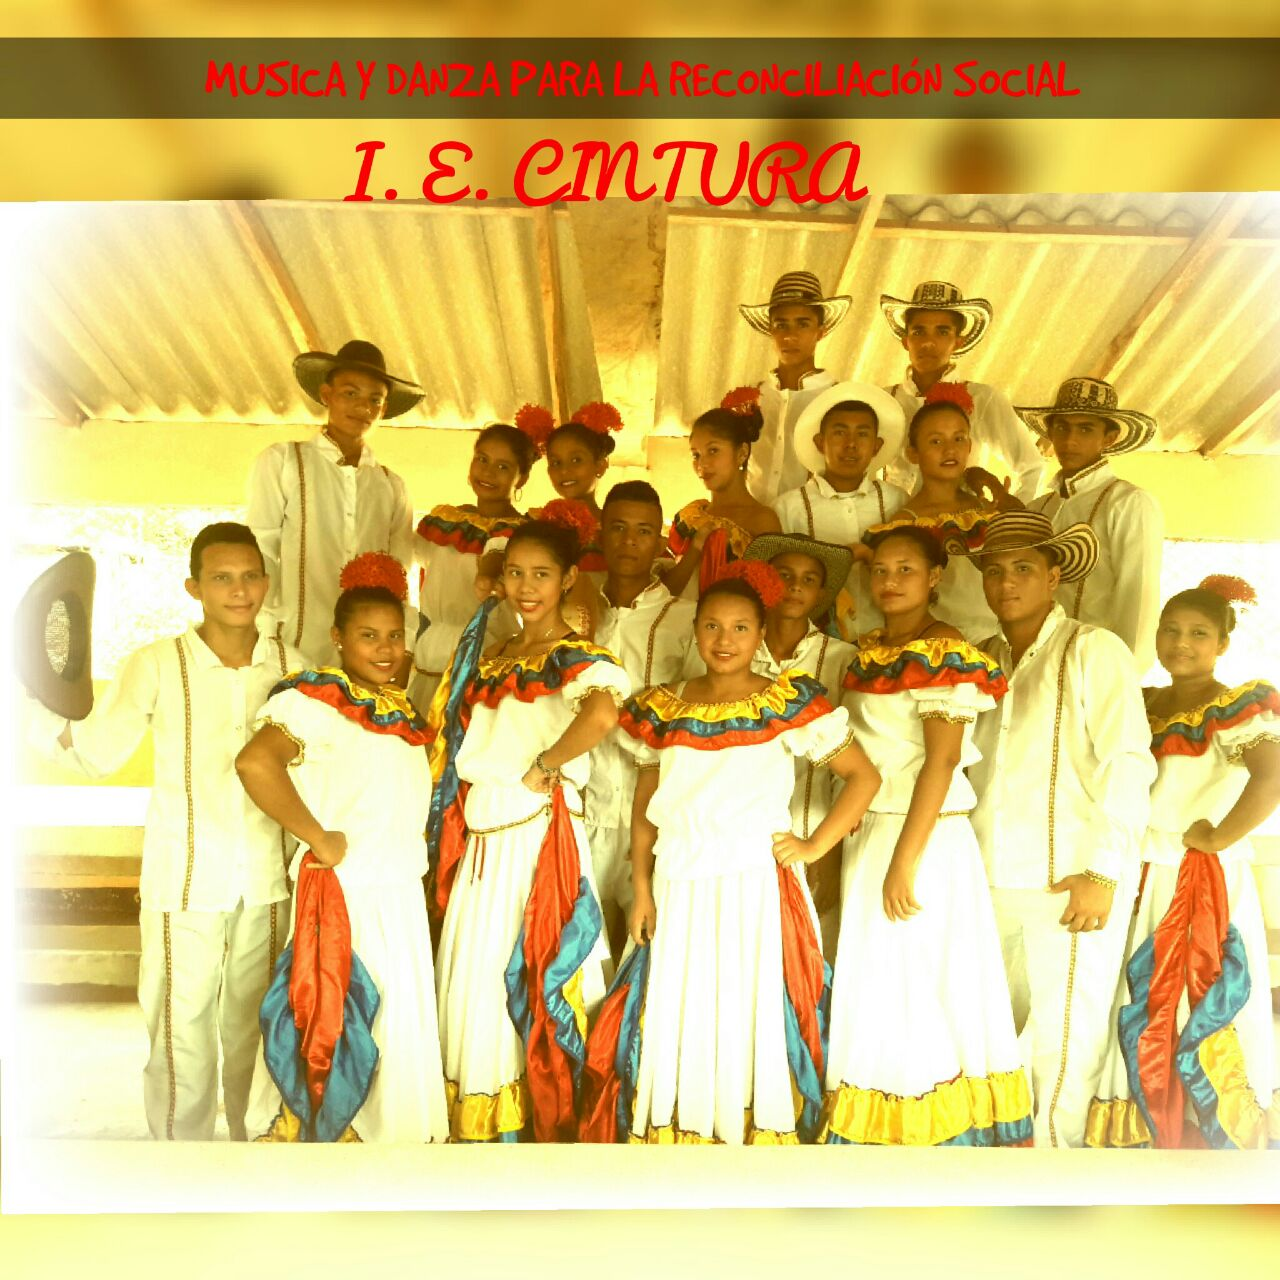 MUSICA Y DANZA PARA LA RECONCILIACIÓN SOCIAL
I. E. CINTURA